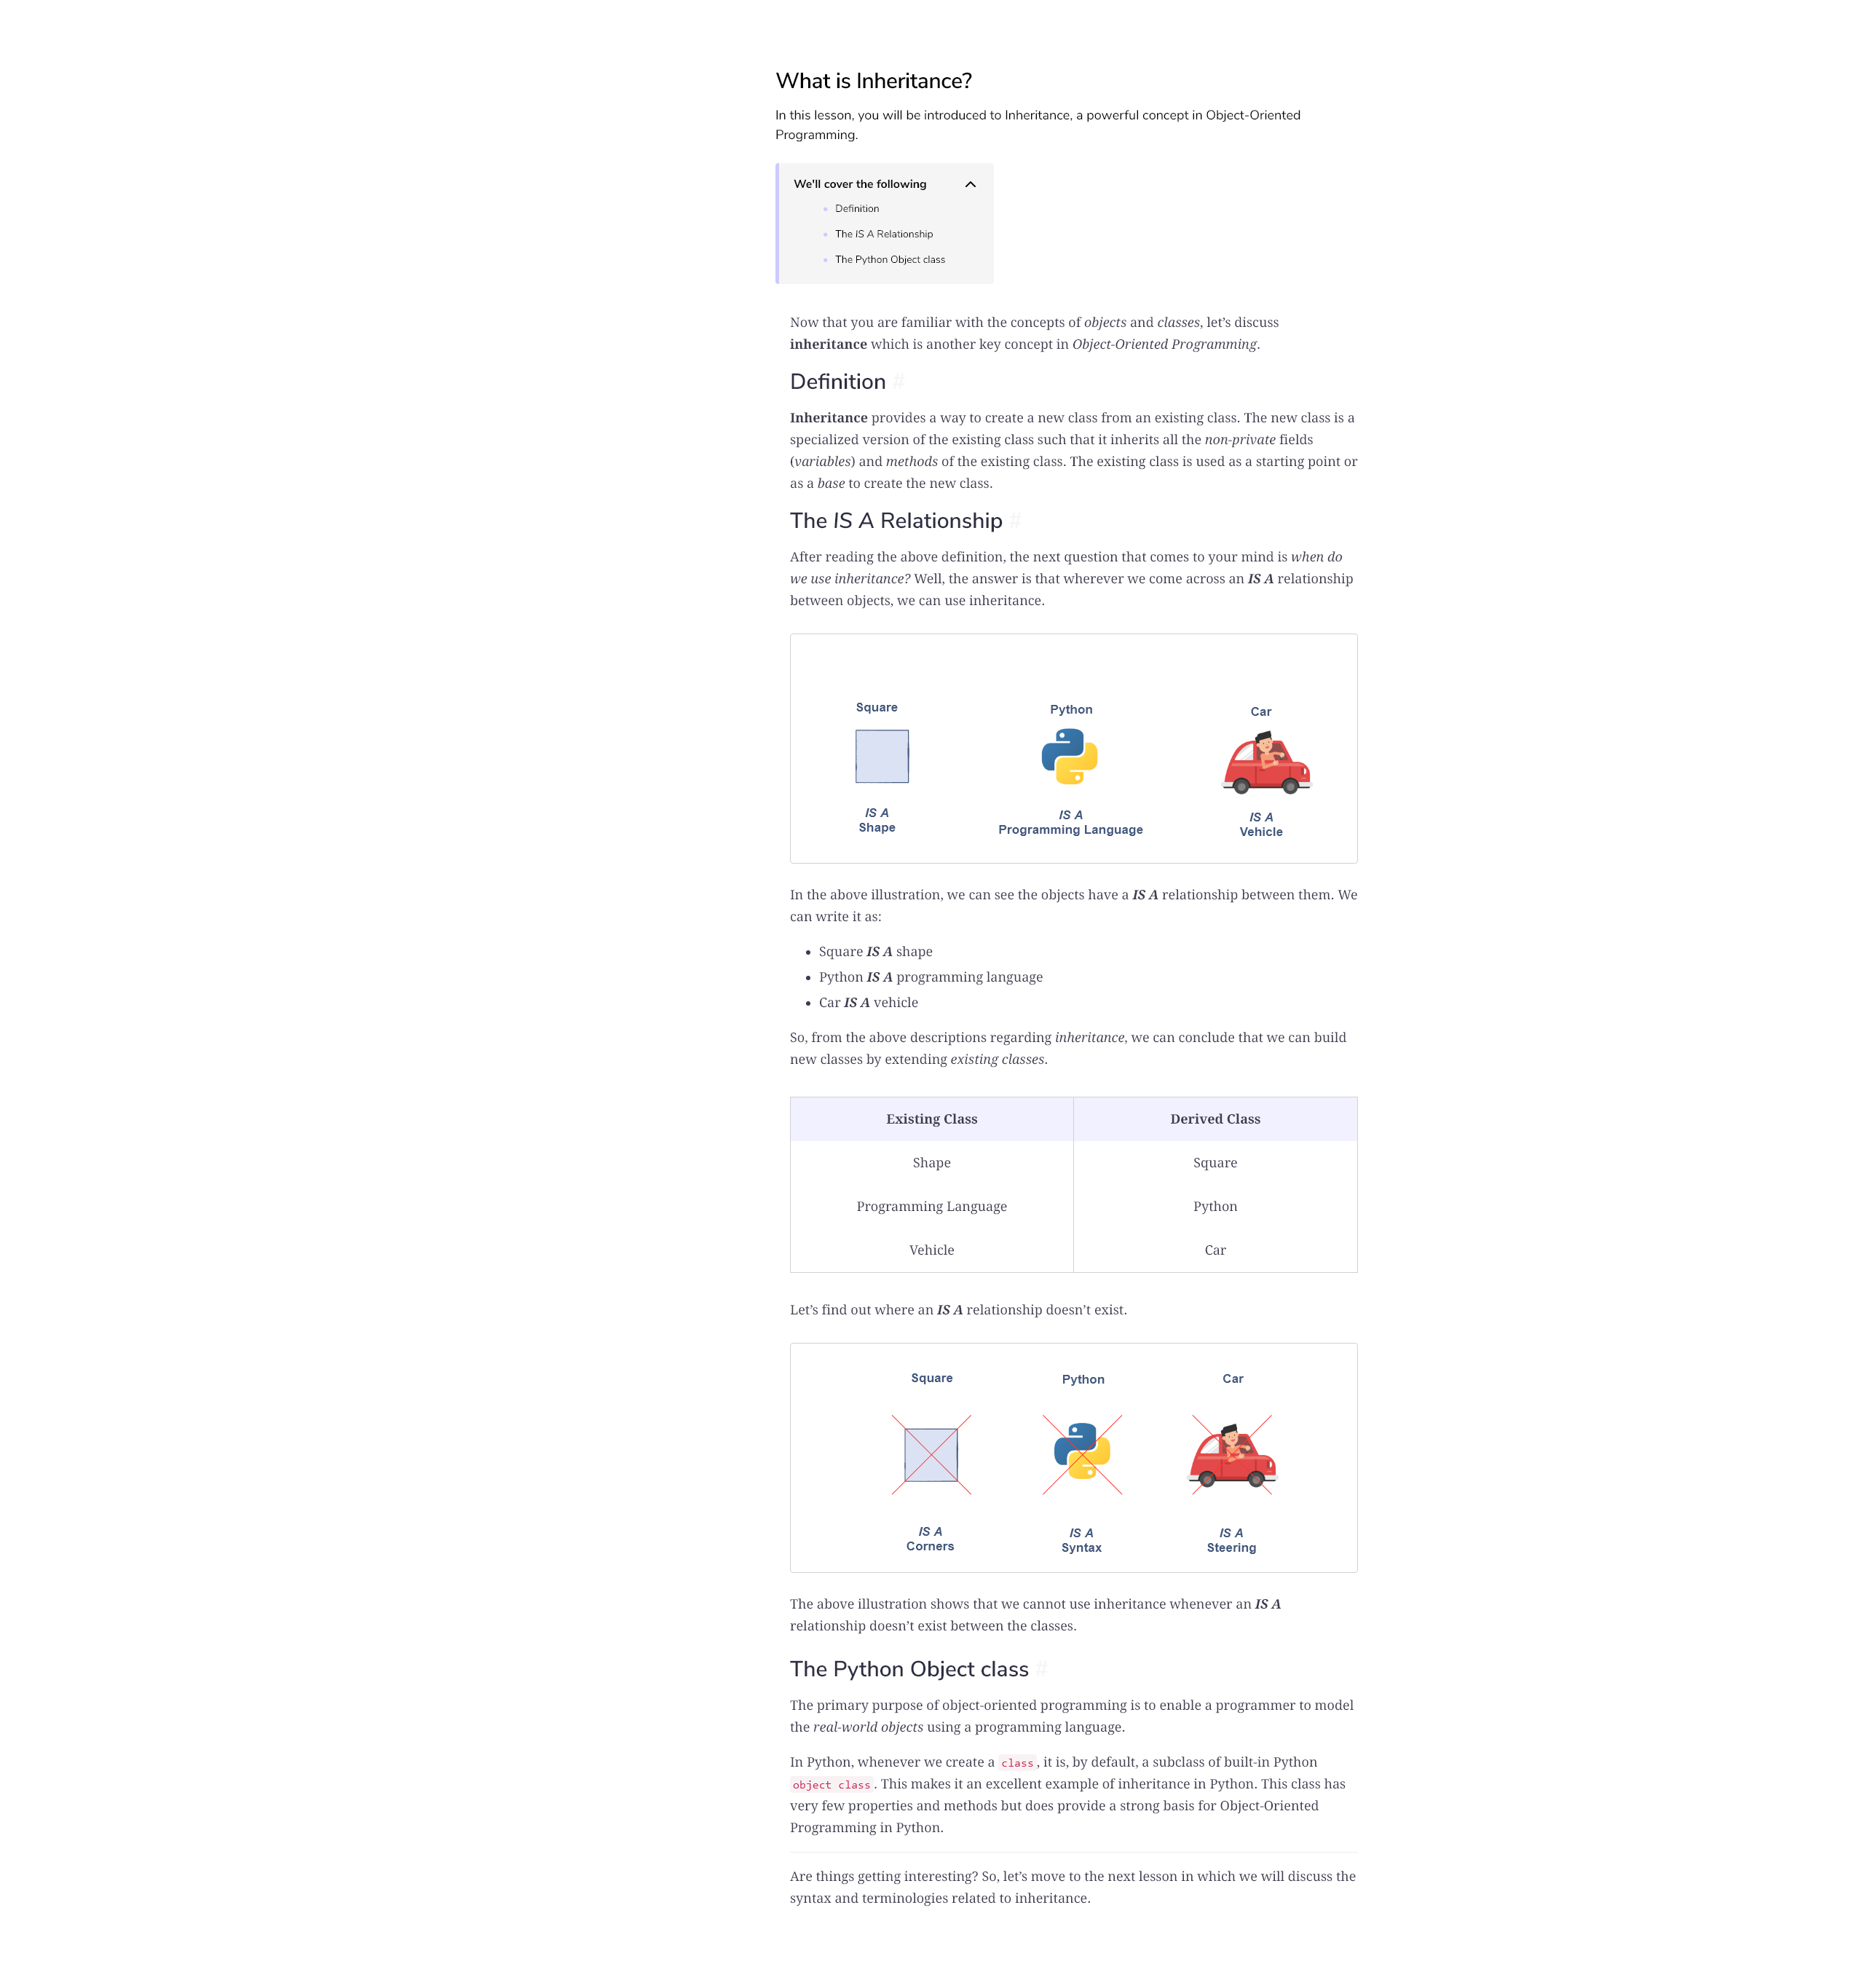 What is Inheritance?
In this lesson, you will be introduced to Inheritance, a powerful concept in Object-Oriented
Programming.
We'll cover the following
Definition
The IS A Relationship
The Python Object class
Now that you are familiar with the concepts of objects and classes, let’s discuss
inheritance which is another key concept in Object-Oriented Programming.
Definition #
Inheritance provides a way to create a new class from an existing class. The new class is a
specialized version of the existing class such that it inherits all the non-private fields
(variables) and methods of the existing class. The existing class is used as a starting point or
as a base to create the new class.
The IS A Relationship #
After reading the above definition, the next question that comes to your mind is when do
we use inheritance? Well, the answer is that wherever we come across an IS A relationship
between objects, we can use inheritance.
Square
IS A
Shape
Python
IS A
Programming Language
Car
IS A
Vehicle
In the above illustration, we can see the objects have a IS A relationship between them. We
can write it as:
• Square IS A shape
• Python IS A programming language
• Car IS A vehicle
So, from the above descriptions regarding inheritance, we can conclude that we can build
new classes by extending existing classes.
Existing Class Derived Class
Shape Square
Programming Language Python
Vehicle Car
Let’s find out where an IS A relationship doesn’t exist.
Square
IS A
Corners
Python
IS A
Syntax
Car
IS A
Steering
The above illustration shows that we cannot use inheritance whenever an IS A
relationship doesn’t exist between the classes.
The Python Object class #
The primary purpose of object-oriented programming is to enable a programmer to model
the real-world objects using a programming language.
In Python, whenever we create a class, it is, by default, a subclass of built-in Python
object class. This makes it an excellent example of inheritance in Python. This class has
very few properties and methods but does provide a strong basis for Object-Oriented
Programming in Python.
Are things getting interesting? So, let’s move to the next lesson in which we will discuss the
syntax and terminologies related to inheritance.